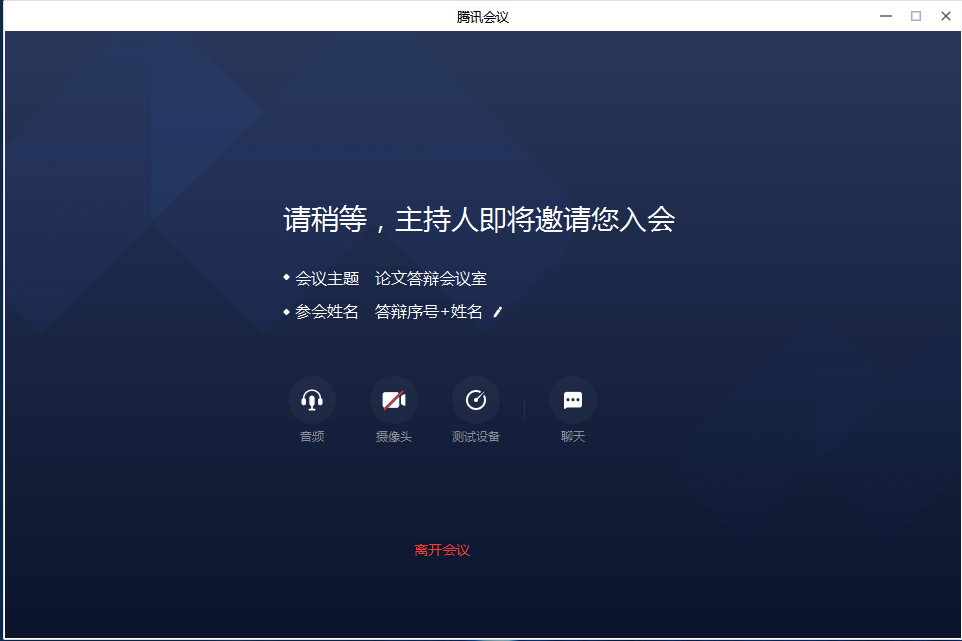 腾讯会议
请稍等，主持人即将邀请您入会
会议主题 论文答辩会议室
参会姓名 答辩序号+姓名
音频 摄像头 测试设备 聊天
离开会议